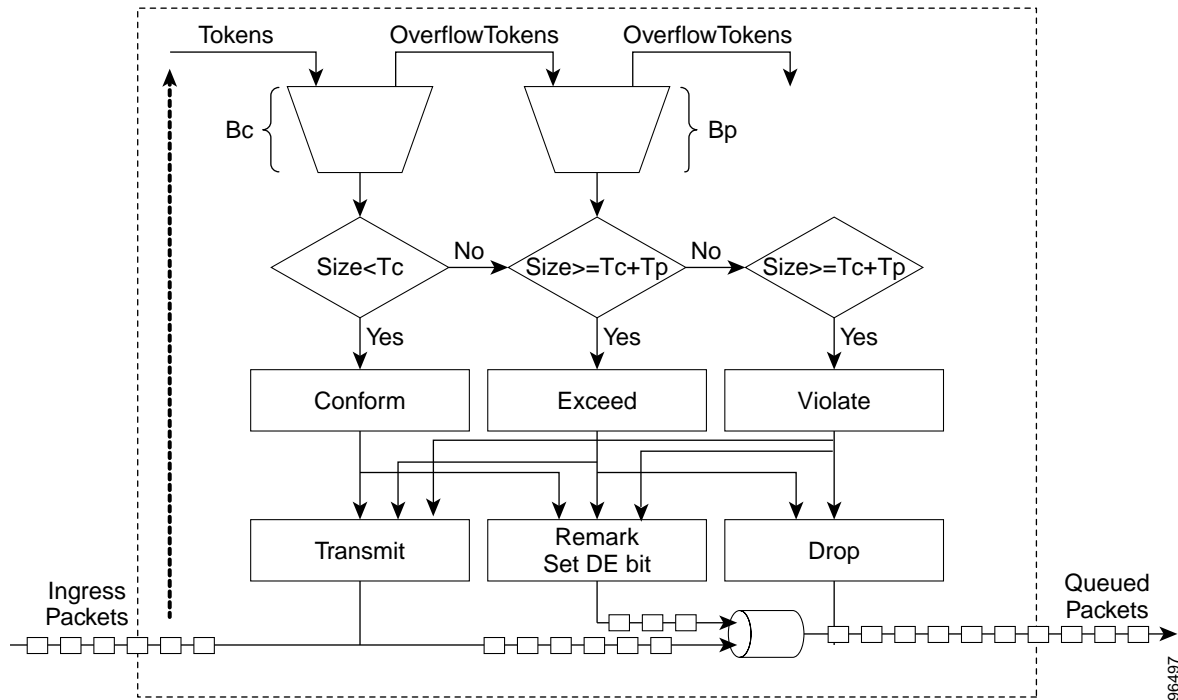 Tokens
OverflowTokens
OverflowTokens
Bc
Bp
Size<Tc
No
Size>=Tc+Tp
No
Size>=Tc+Tp
Yes
Yes
Yes
Conform
Exceed
Violate
Transmit
Remark
Set DE bit
Drop
Ingress
Packets
Queued
Packets
96497